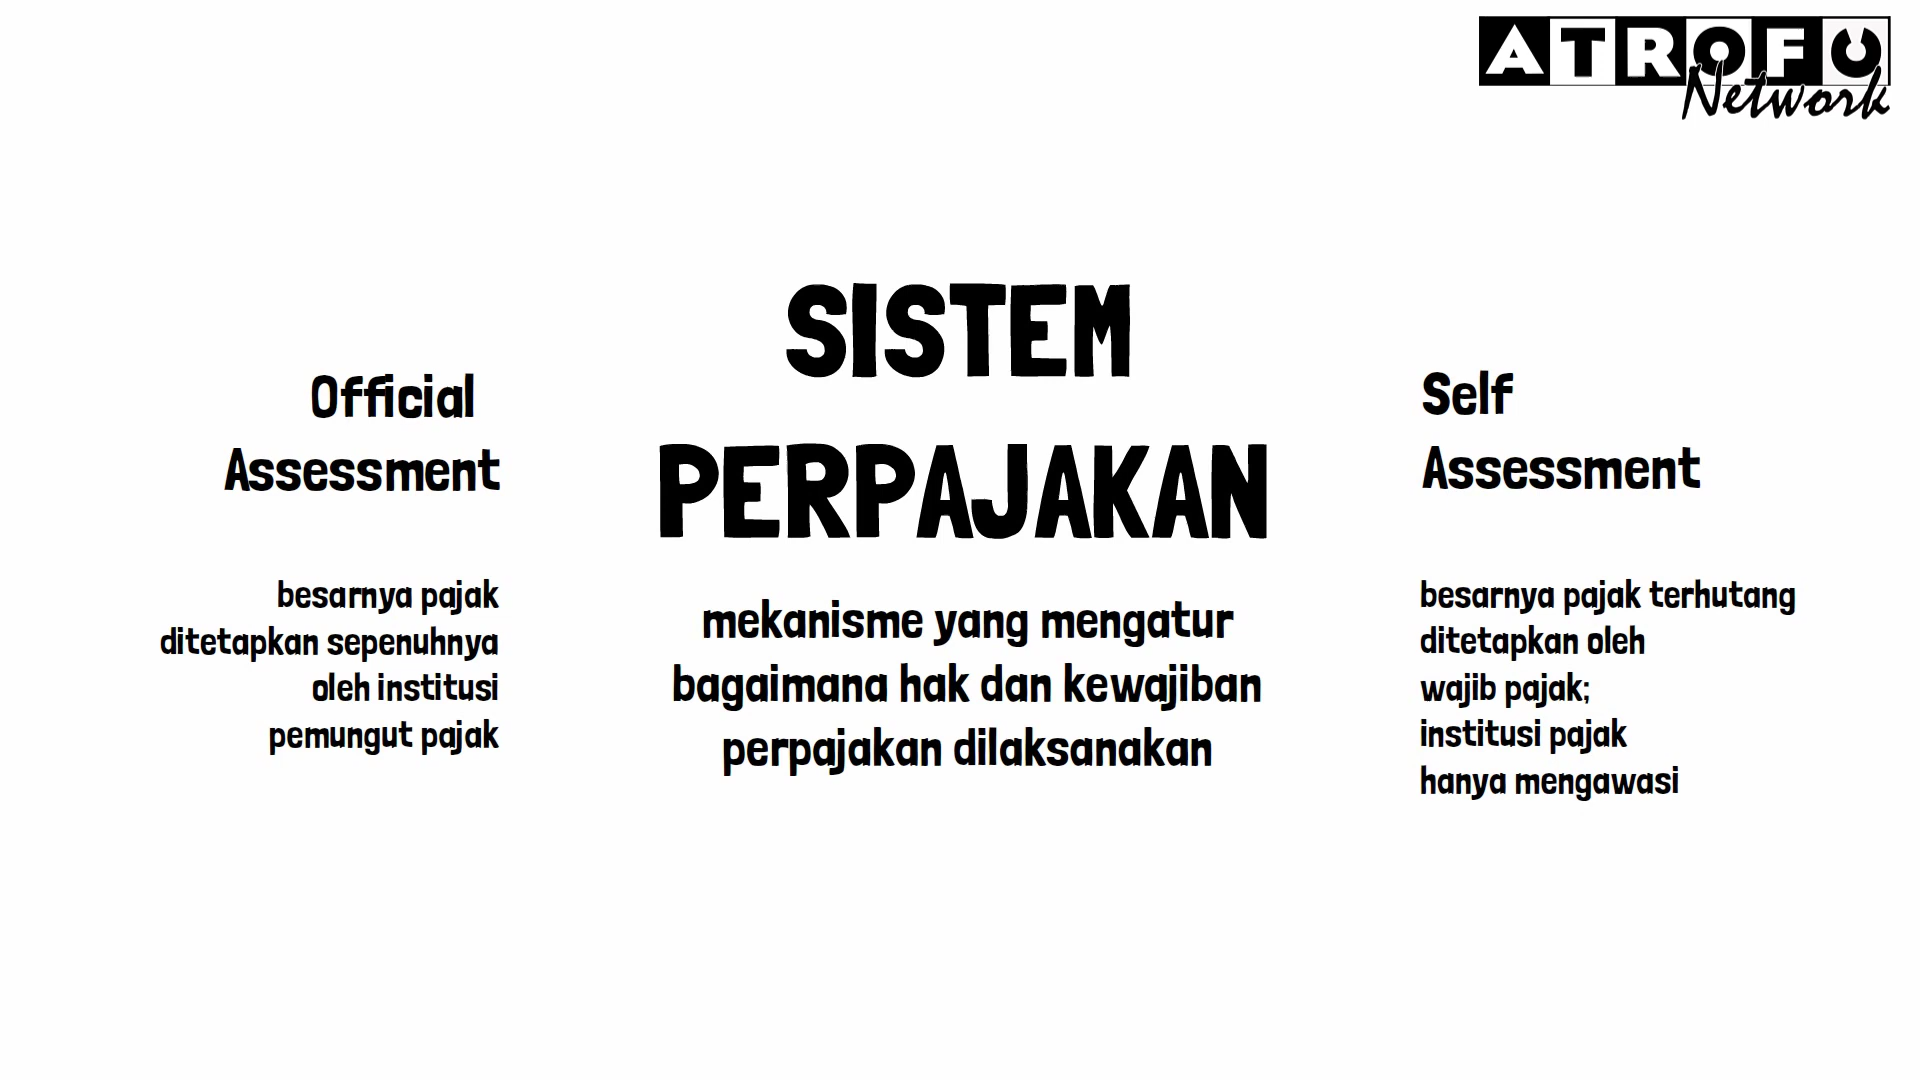 ATROFU
Network
SISTEM
PERPAJAKAN
mekanisme yang mengatur
bagaimana hak dan kewajiban
perpajakan dilaksanakan
Official
Assessment
besarnya pajak
ditetapkan sepenuhnya
oleh institusi
pemungut pajak
Self
Assessment
besarnya pajak terhutang
ditetapkan oleh
wajib pajak;
institusi pajak
hanya mengawasi